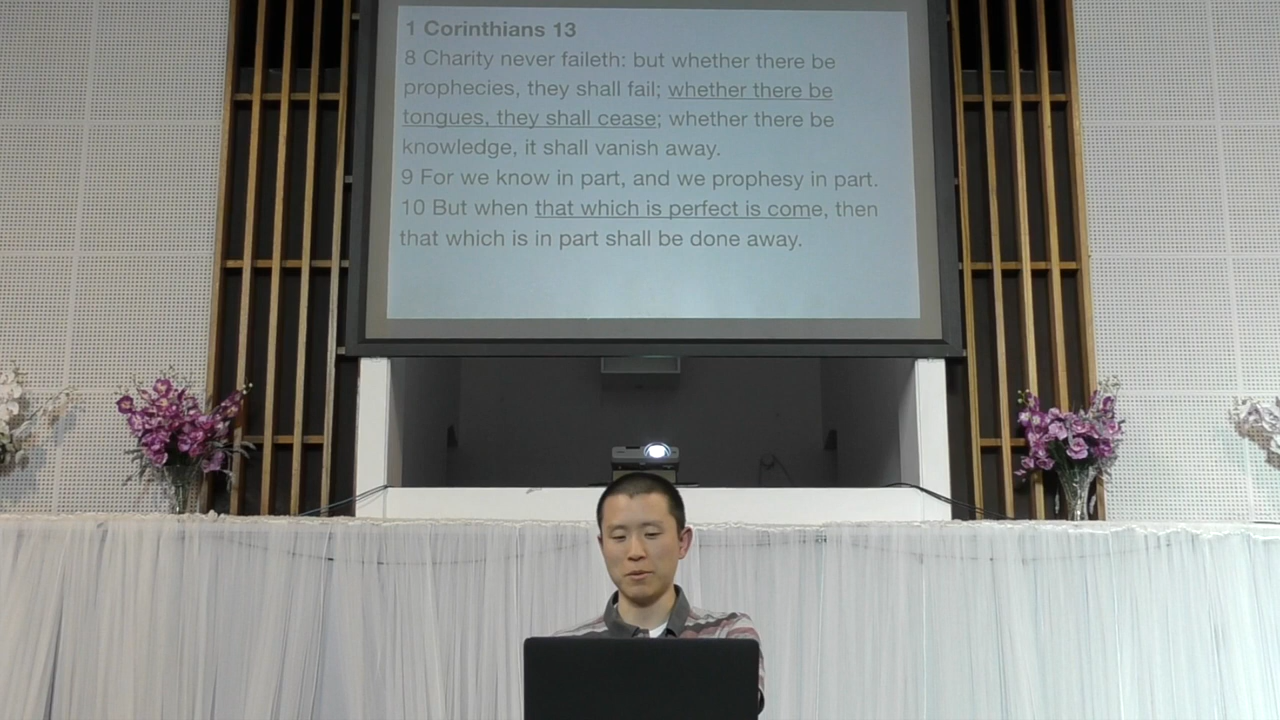 1 Corinthians 13
8 Charity never faileth: but whether there be
prophecies, they shall fail; whether there be
tongues, they shall cease; whether there be
knowledge, it shall vanish away.
9 For we know in part, and we prophesy in part.
10 But when that which is perfect is come, then
that which is in part shall be done away.